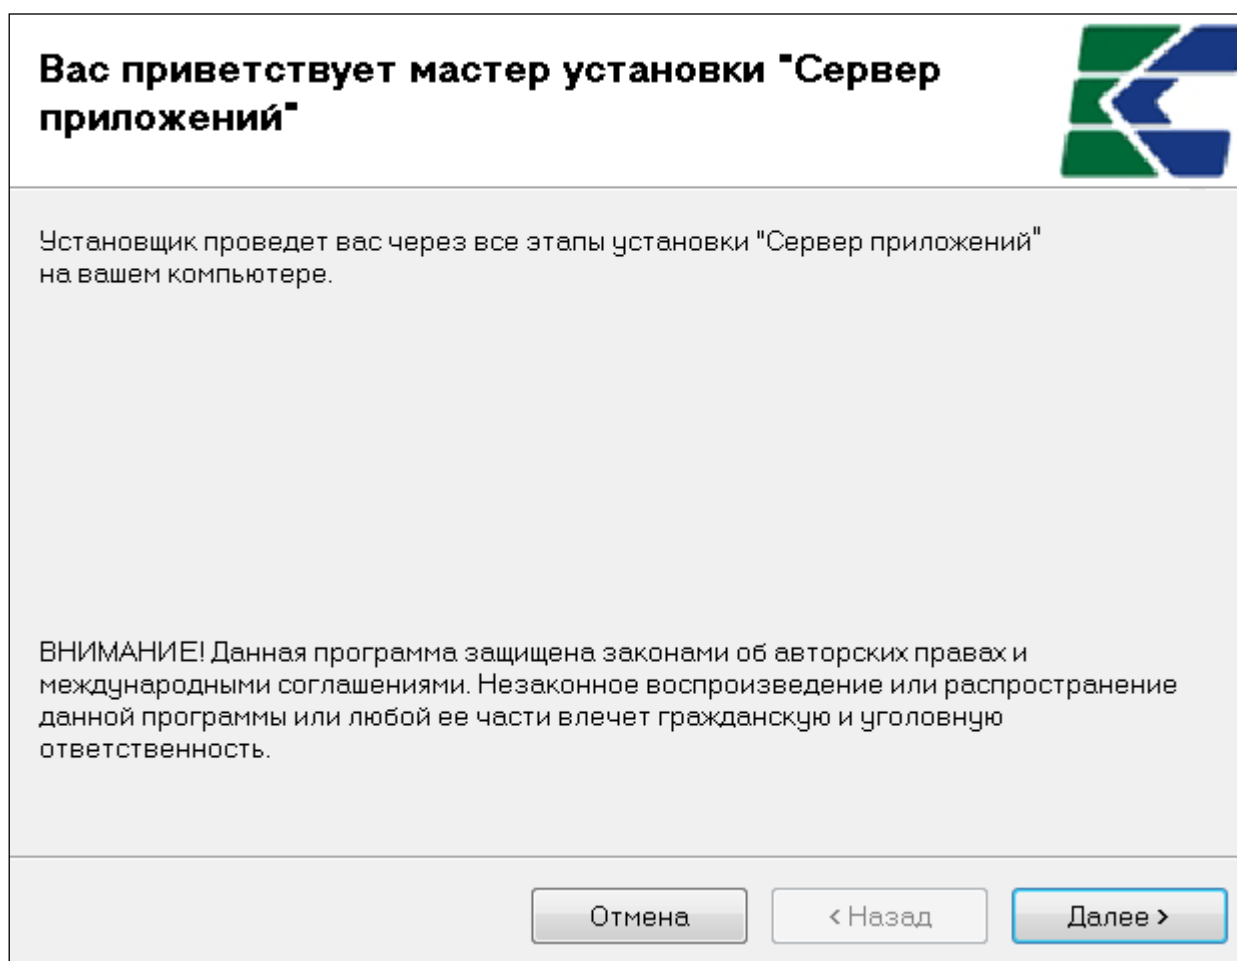 Вас приветствует мастер установки "Сервер
приложений"
Установщик проведет вас через все этапы установки "Сервер приложений"
на вашем компьютере.
ВНИМАНИЕ! Данная программа защищена законами об авторских правах и
международными соглашениями. Незаконное воспроизведение или распространение
данной программы или любой ее части влечет гражданскую и уголовную
ответственность.
Отмена
< Назад
Далее >